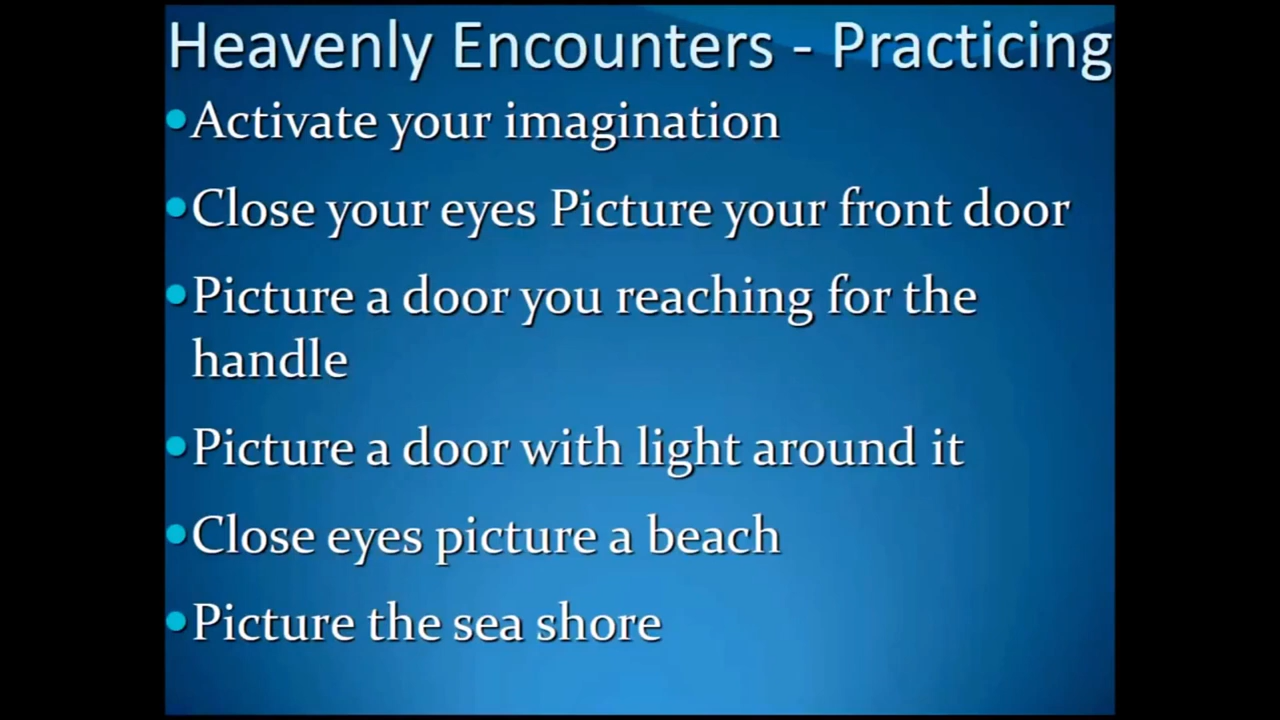 Heavenly Encounters - Practicing
•Activate your imagination
•Close your eyes Picture your front door
•Picture a door you reaching for the
handle
•Picture a door with light around it
•Close eyes picture a beach
•Picture the sea shore